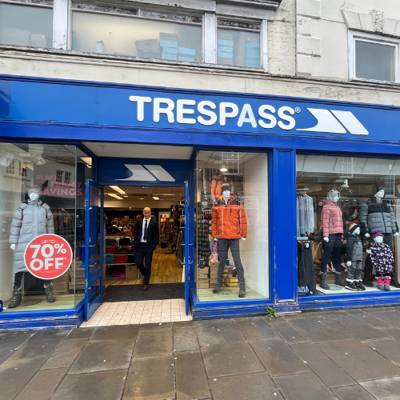 TRESPASS®
SAVINGS
UP TO
70%
OFF*